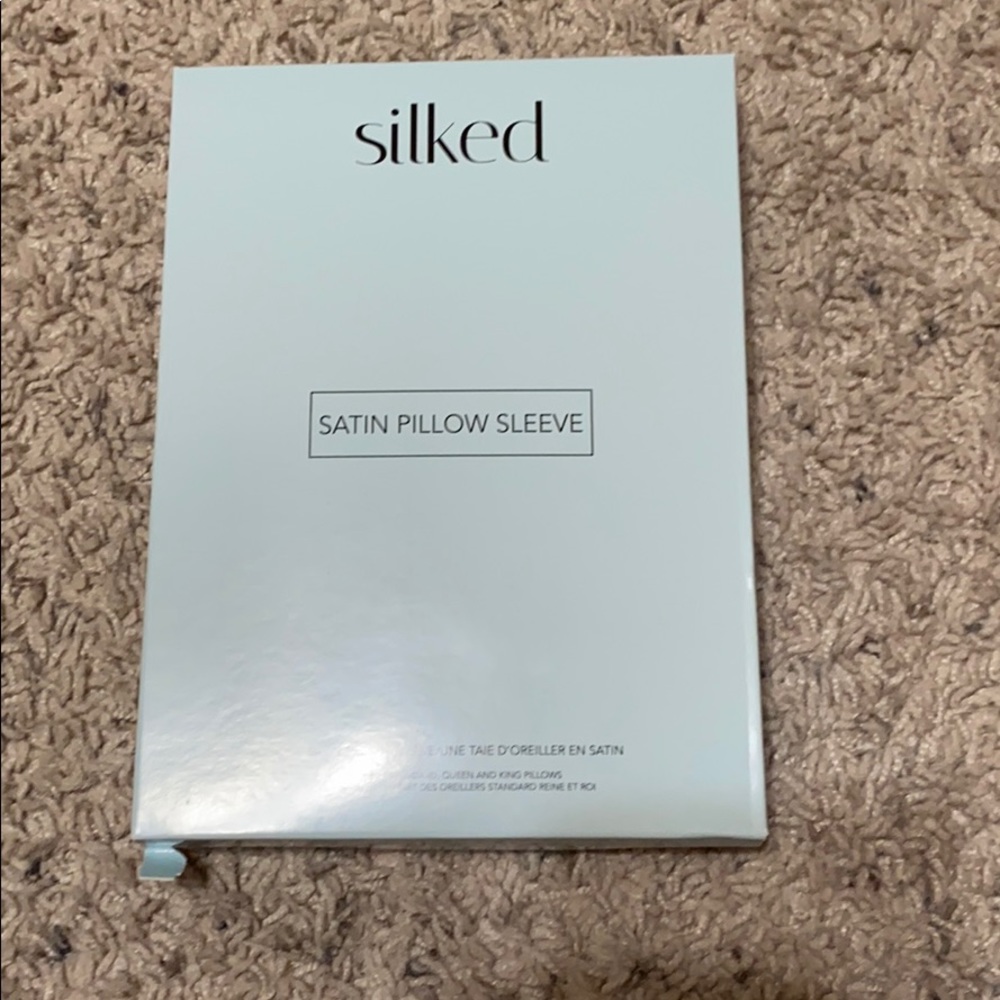 silked
SATIN PILLOW SLEEVE
UNE TAIE D'OREILLER EN SATIN
QUEEN AND KING PILLOWS
DES OREILLERS STANDARD REINE ET ROI